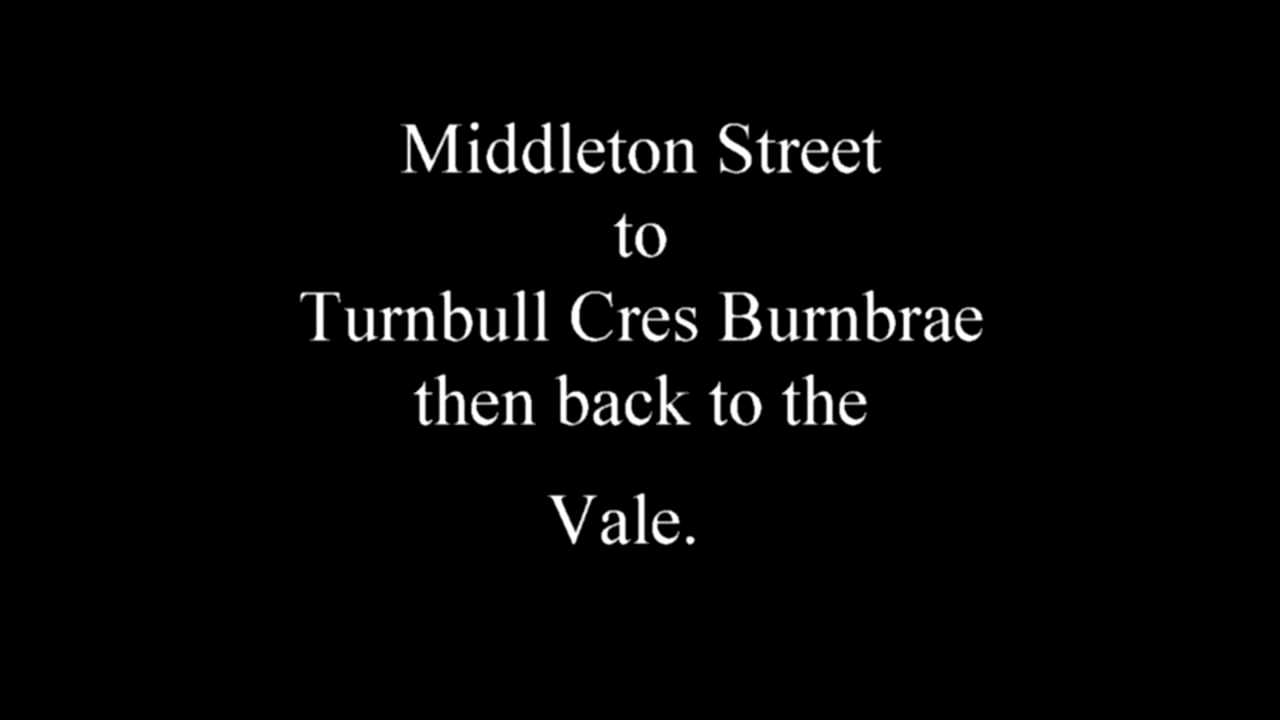 Middleton Street
to
Turnbull Cres Burnbrae
then back to the
Vale.